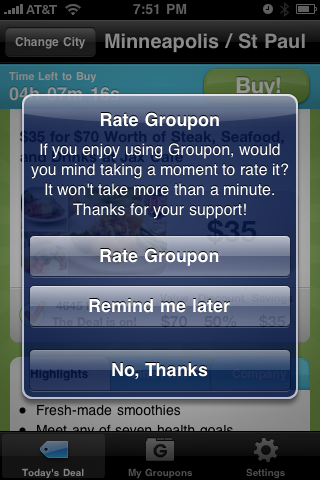 AT&T 7:51 PM
Change City
Minneapolis / St Paul
Time Left to Buy
04h 07m 16s
Buy!
$35 for $70 Worth of Steak, Seafood,
and Drinks at Jax Cafe
Rate Groupon
If you enjoy using Groupon, would
you mind taking a moment to rate it?
It won't take more than a minute.
Thanks for your support!
$35
Rate Groupon
Remind me later
The Deal is on!
$70 50% $35
No, Thanks
Highlights
Company
Fresh-made smoothies
Meet any of seven health goals
G
Today's Deal
My Groupons
Settings